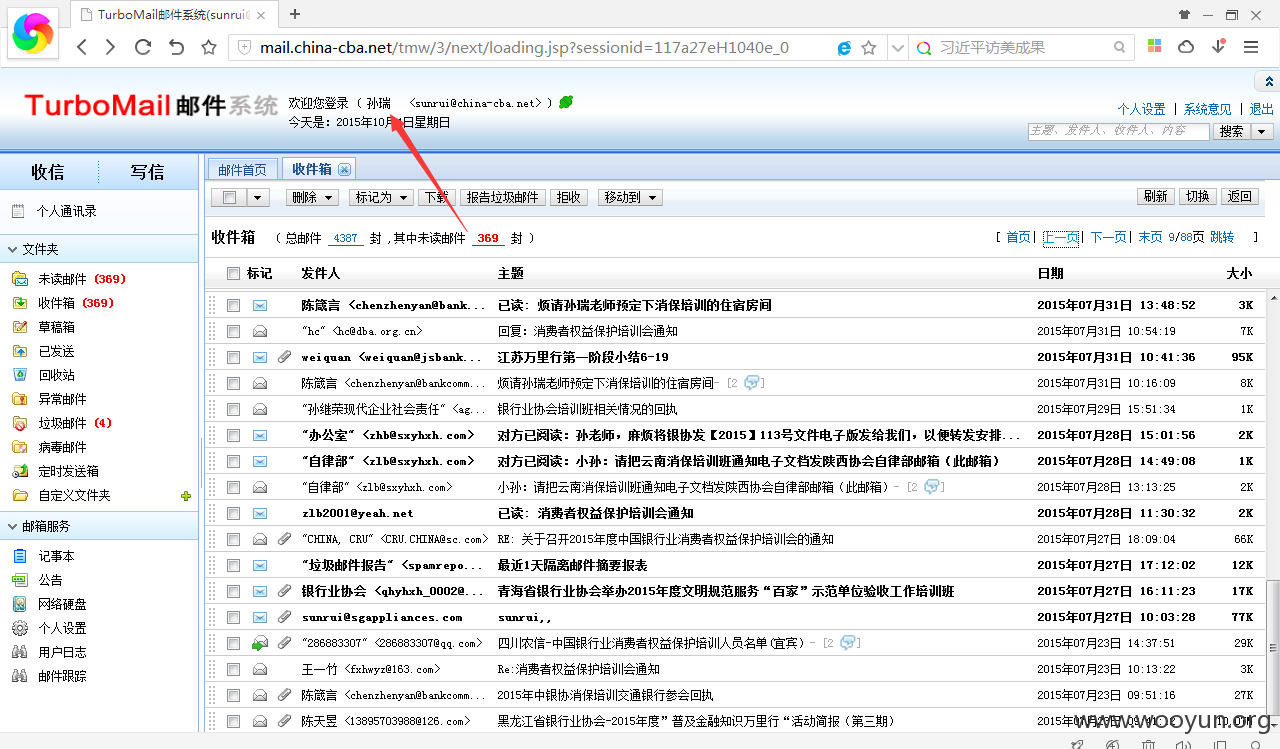 TurboMail邮件系统(sunrui@
mail.china-cba.net/tmw/3/next/loading.jsp?sessionid=117a27eH1040e_0
习近平访美成果
TurboMail 邮件系统
欢迎您登录 ( 孙瑞 <sunrui@china-cba.net> )
今天是：2015年10月 日星期日
个人设置 | 系统意见 | 退出
主题、发件人、收件人、内容 搜索
收信 写信
个人通讯录
文件夹
未读邮件 (369)
收件箱 (369)
草稿箱
已发送
回收站
异常邮件
垃圾邮件 (4)
病毒邮件
定时发送箱
自定义文件夹
邮箱服务
记事本
公告
网络硬盘
个人设置
用户日志
邮件跟踪
邮件首页 收件箱
删除 标记为 下载 报告垃圾邮件 拒收 移动到 刷新 切换 返回
收件箱 ( 总邮件 4387 封 ,其中未读邮件 369 封 ) [ 首页| 上一页| 下一页| 末页 9/88页 跳转 ]
标记 发件人 主题 日期 大小
陈箴言 <chenzhenyan@bank... 已读: 烦请孙瑞老师预定下消保培训的住宿房间 2015年07月31日 13:48:52 3K
"hc" <hc@dba.org.cn> 回复: 消费者权益保护培训会通知 2015年07月31日 10:54:19 7K
weiquan <weiquan@jsbank... 江苏万里行第一阶段小结6-19 2015年07月31日 10:41:36 95K
陈箴言 <chenzhenyan@bankcomm... 烦请孙瑞老师预定下消保培训的住宿房间- [2 ] 2015年07月31日 10:16:09 8K
"孙继荣现代企业社会责任" <ag... 银行业协会培训班相关情况的回执 2015年07月29日 15:51:34 1K
"办公室" <zhb@sxyhxh.com> 对方已阅读：孙老师，麻烦将银协发【2015】113号文件电子版发给我们，以便转发安排... 2015年07月28日 15:01:56 2K
"自律部" <zlb@sxyhxh.com> 对方已阅读：小孙：请把云南消保培训班通知电子文档发陕西协会自律部邮箱（此邮箱） 2015年07月28日 14:49:08 1K
"自律部" <zlb@sxyhxh.com> 小孙：请把云南消保培训班通知电子文档发陕西协会自律部邮箱（此邮箱）- [2 ] 2015年07月28日 13:13:25 2K
zlb2001@yeah.net 已读: 消费者权益保护培训会通知 2015年07月28日 11:30:32 2K
"CHINA, CRU" <CRU.CHINA@sc.com> RE: 关于召开2015年度中国银行业消费者权益保护培训会的通知 2015年07月27日 18:09:04 66K
"垃圾邮件报告" <spamrepo... 最近1天隔离邮件摘要报表 2015年07月27日 17:12:02 12K
银行业协会 <qhyhxh_0002@... 青海省银行业协会举办2015年度文明规范服务“百家”示范单位验收工作培训班 2015年07月27日 16:11:23 17K
sunrui@sgappliances.com sunrui,, 2015年07月27日 10:03:28 77K
"286883307" <286883307@qq.com> 四川农信-中国银行业消费者权益保护培训人员名单(宜宾)- [2 ] 2015年07月23日 14:37:51 29K
王一竹 <fxhwyz@163.com> Re:消费者权益保护培训会通知 2015年07月23日 10:13:22 3K
陈箴言 <chenzhenyan@bankcomm... 2015年中银协消保培训交通银行参会回执 2015年07月23日 09:51:16 27K
陈天昱 <13895703988@126.com> 黑龙江省银行业协会-2015年度”普及金融知识万里行“活动简报（第三期）
www.wooyun.org